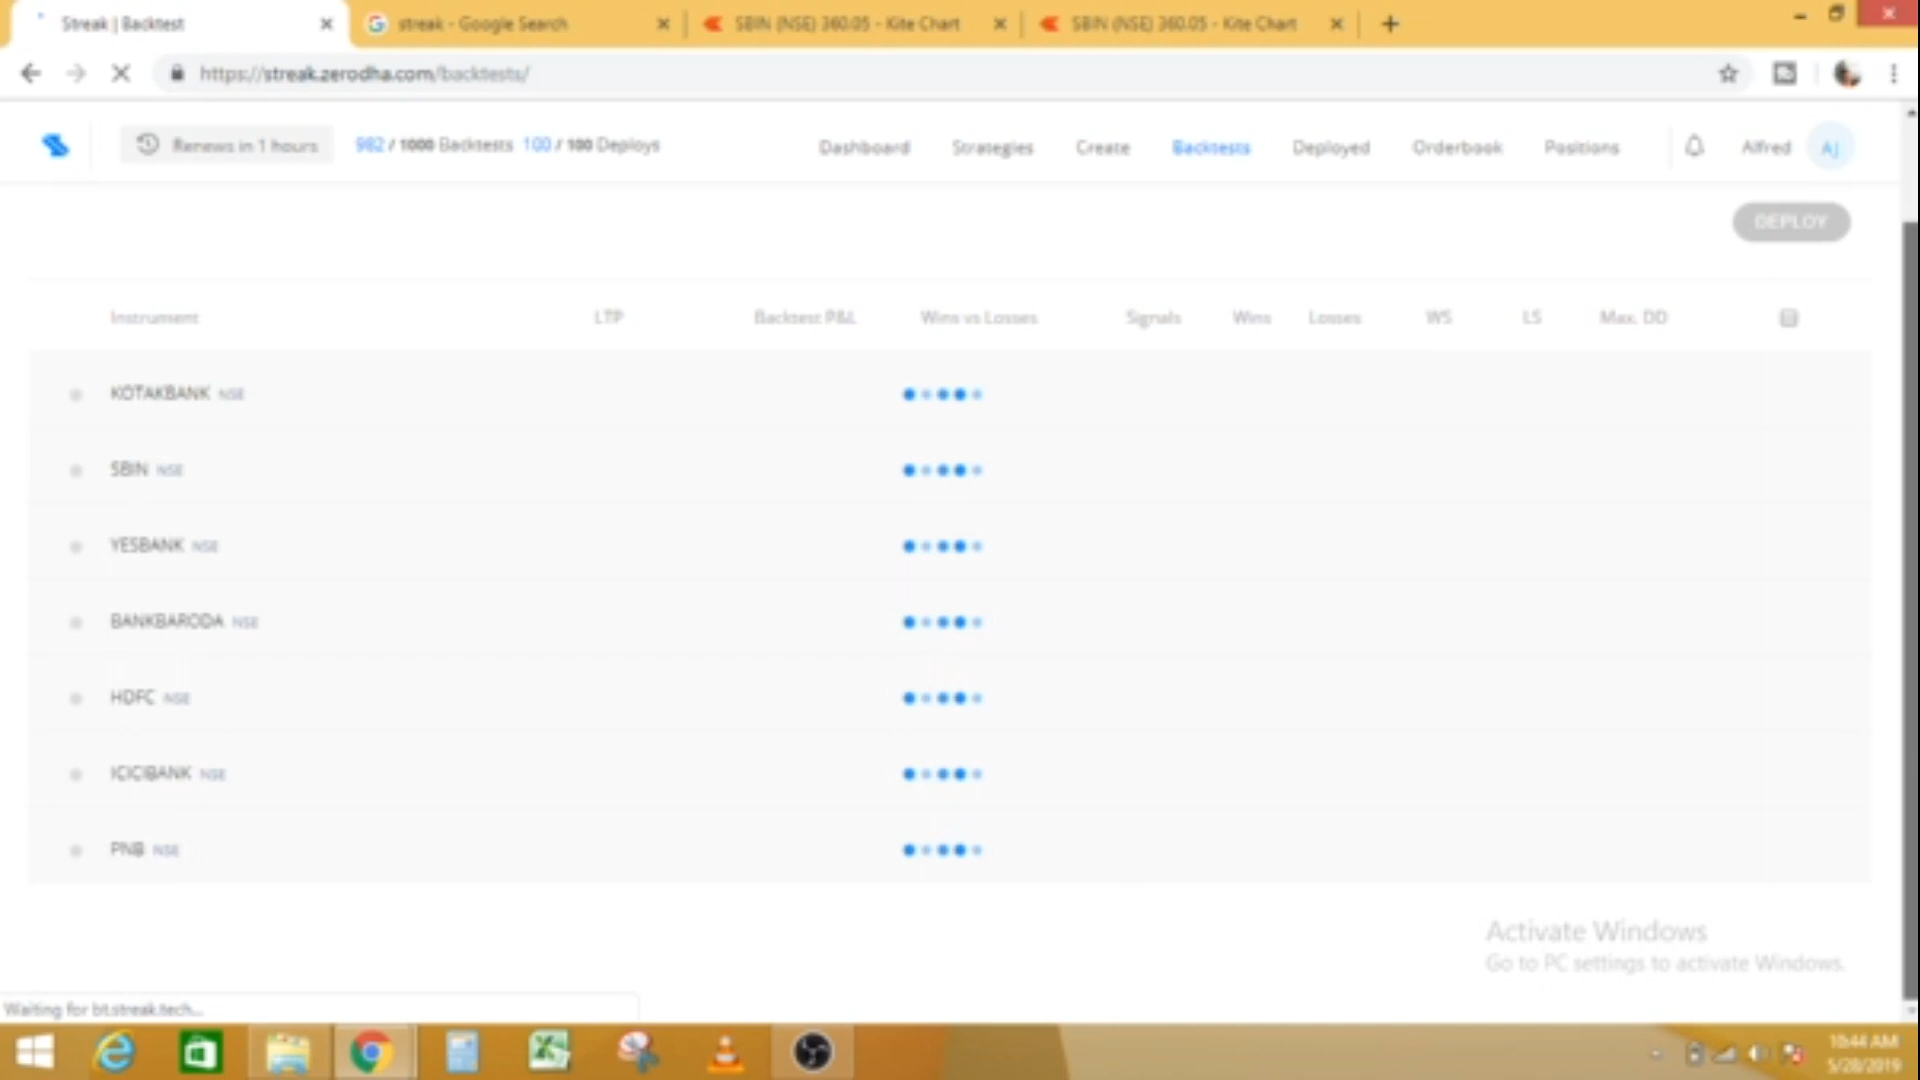 Streak | Backtest
streak - Google Search
SBIN (NSE) 360.05 - Kite Chart
SBIN (NSE) 360.05 - Kite Chart
https://streak.zerodha.com/backtests/
Renews in 1 hours
982 / 1000 Backtests 100 / 100 Deploys
Dashboard
Strategies
Create
Backtests
Deployed
Orderbook
Positions
Alfred
AJ
DEPLOY
Instrument LTP Backtest P&L Wins vs Losses Signals Wins Losses WS LS Max. DD
KOTAKBANK NSE
SBIN NSE
YESBANK NSE
BANKBARODA NSE
HDFC NSE
ICICIBANK NSE
PNB NSE
Activate Windows
Go to PC settings to activate Windows.
Waiting for bt.streak.tech...
10:44 AM
5/28/2019